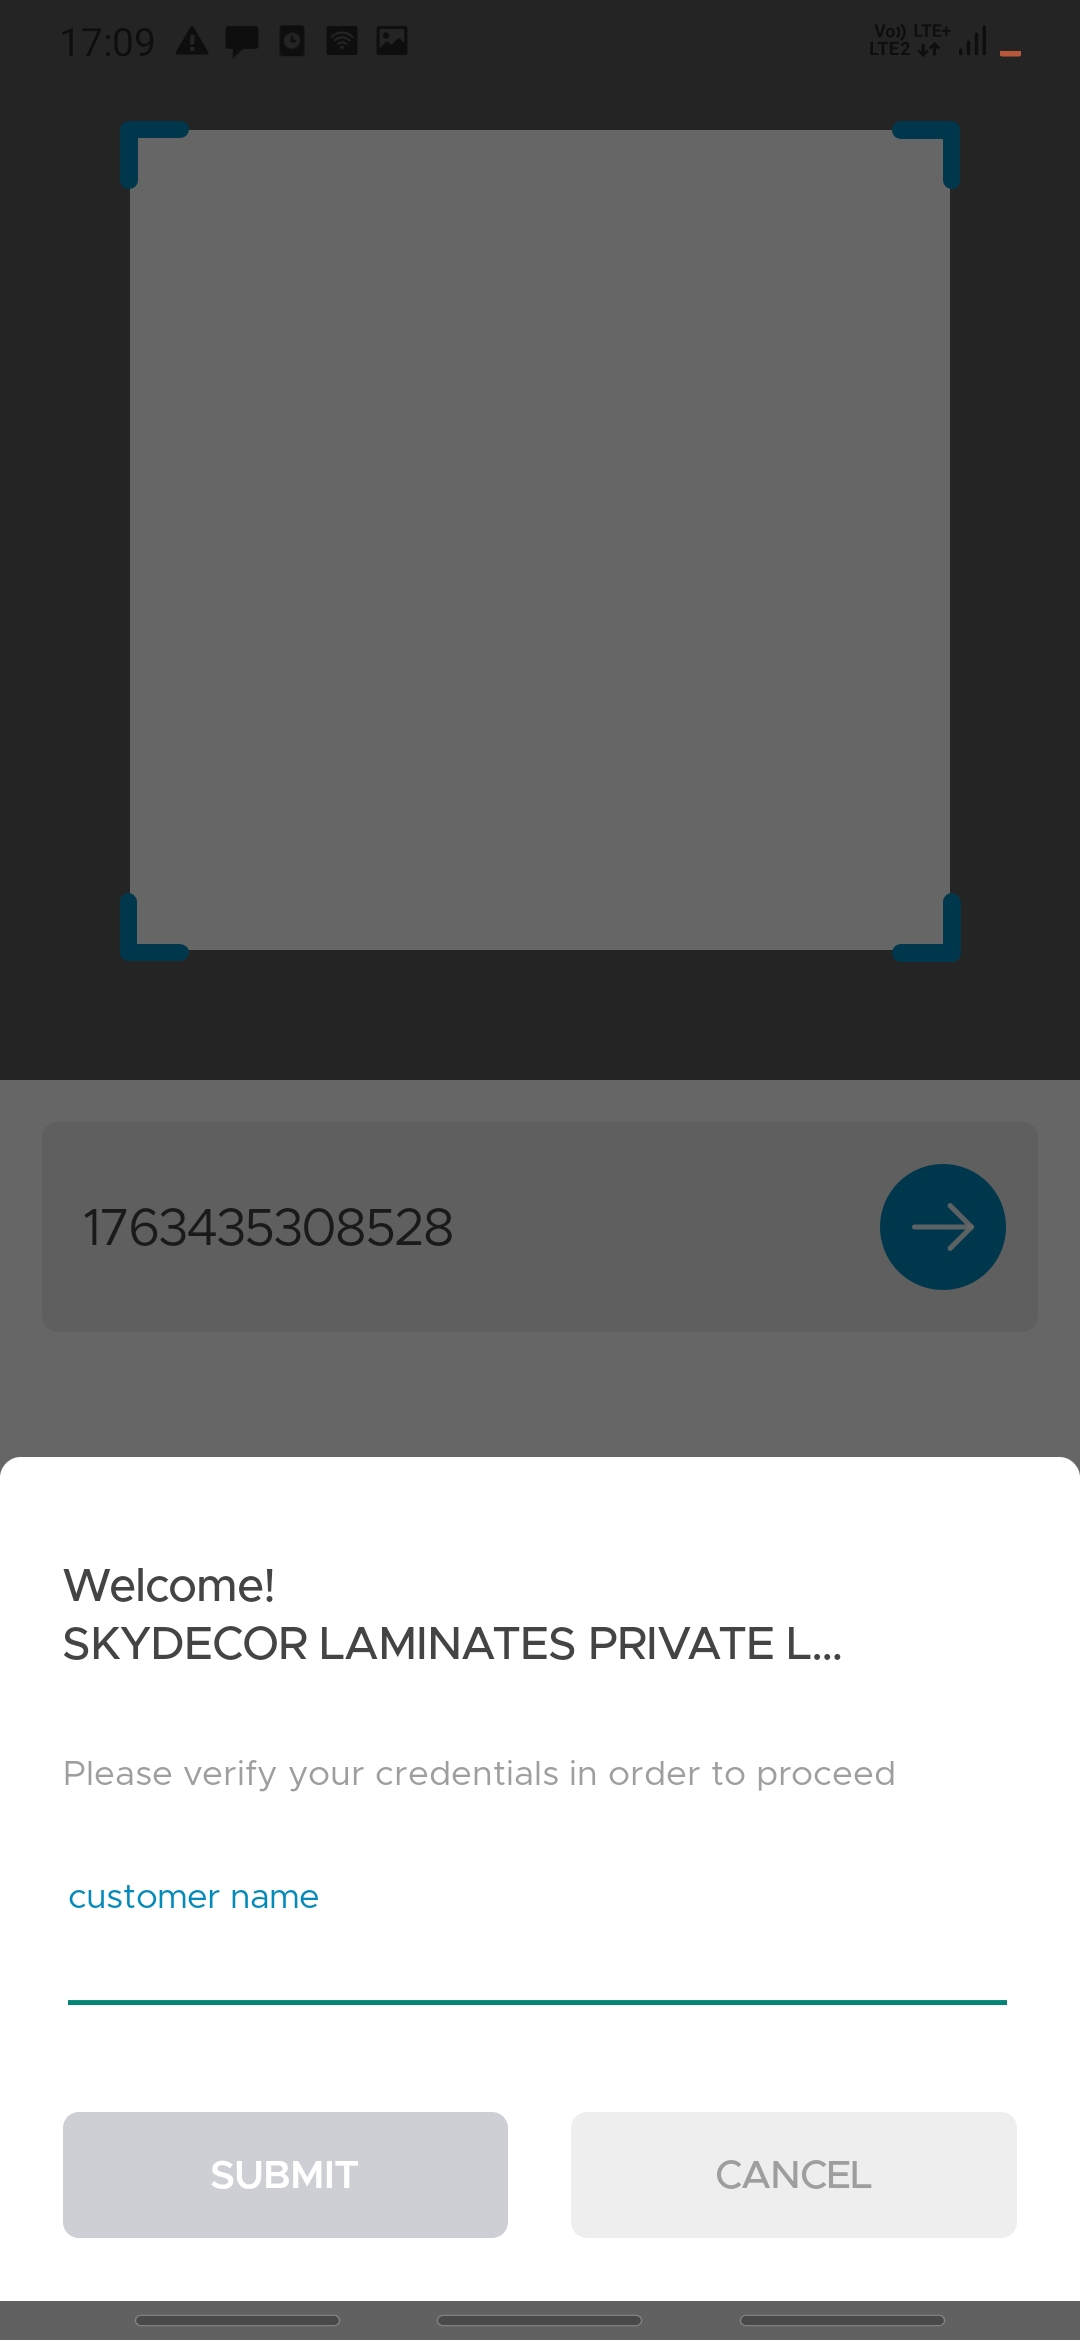 17:09
Vo)) LTE+
LTE2
1763435308528
Welcome!
SKYDECOR LAMINATES PRIVATE L...
Please verify your credentials in order to proceed
customer name
SUBMIT
CANCEL